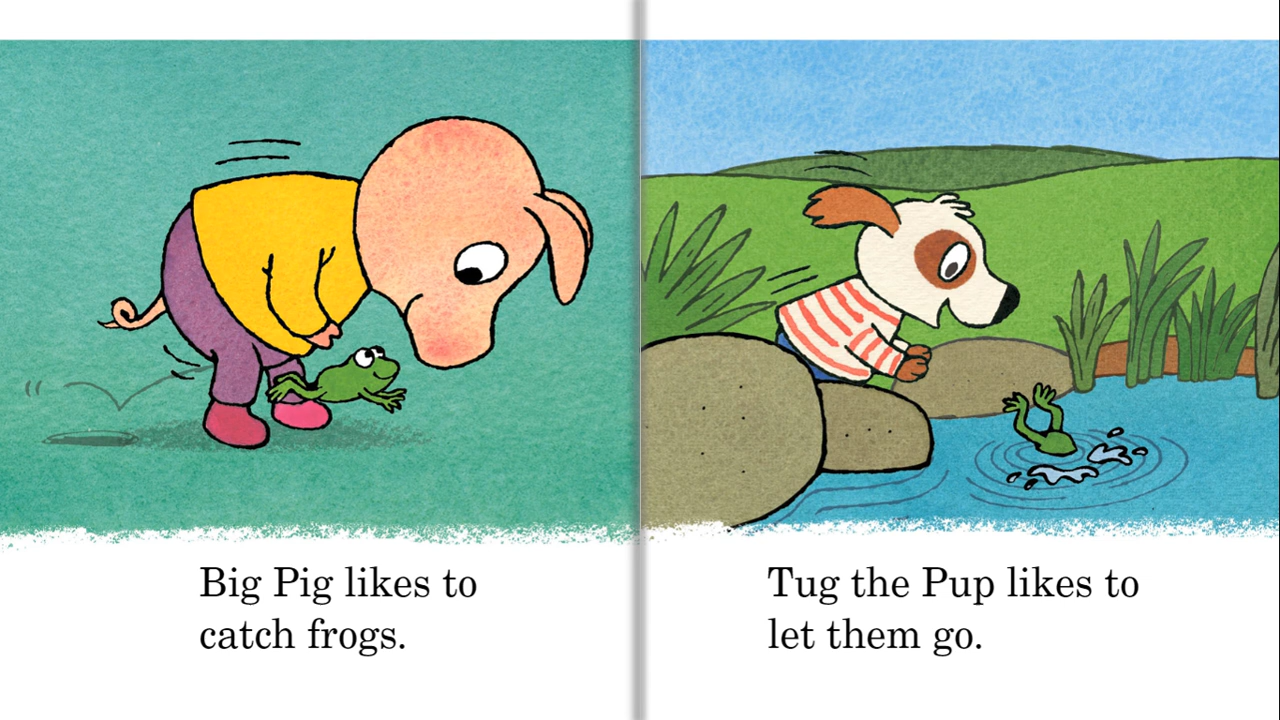 Big Pig likes to
catch frogs.
Tug the Pup likes to
let them go.